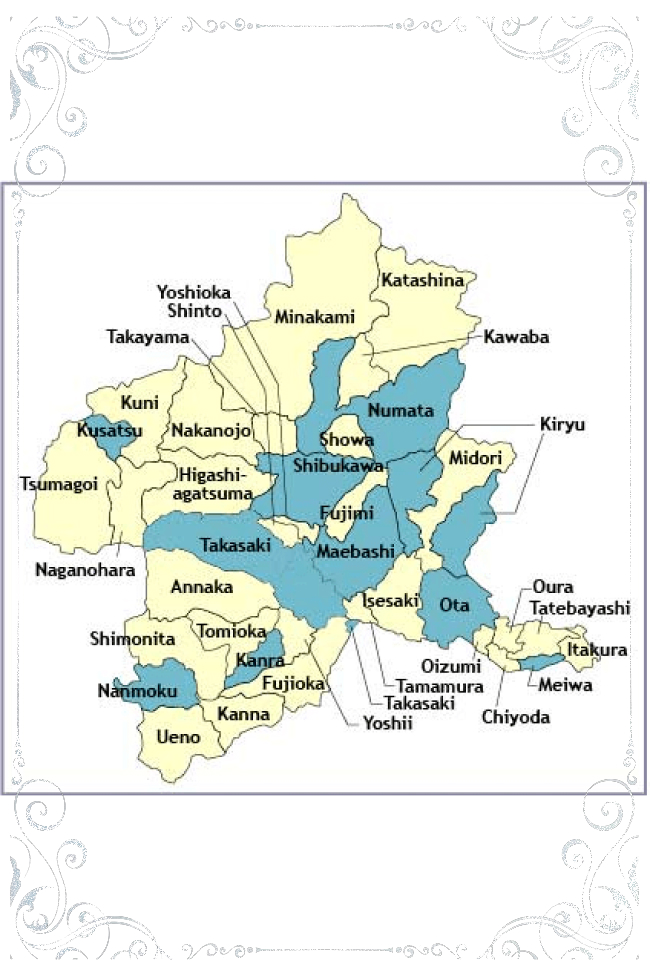 Katashina
Yoshioka
Shinto
Minakami
Takayama
Kawaba
Kuni
Numata
Kiryu
Kusatsu
Nakanojo
Showa
Midori
Shibukawa
Tsumagoi
Higashi-
agatsuma
Fujimi
Takasaki
Maebashi
Naganohara
Annaka
Isesaki
Ota
Oura
Tatebayashi
Shimonita
Tomioka
Itakura
Kanra
Oizumi
Nanmoku
Fujioka
Tamamura
Meiwa
Takasaki
Kanna
Chiyoda
Yoshii
Ueno